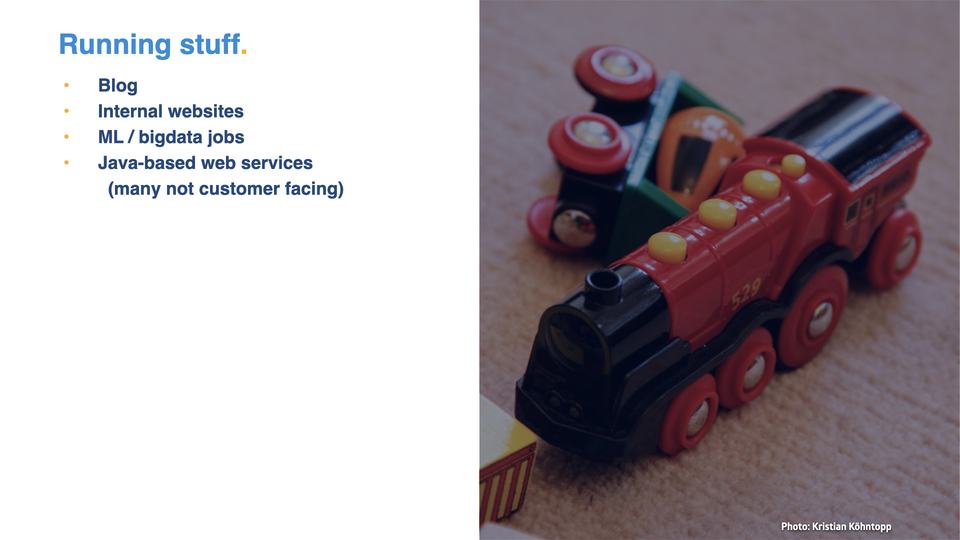 Running stuff.
• Blog
• Internal websites
• ML / bigdata jobs
• Java-based web services
(many not customer facing)
529
Photo: Kristian Köhntopp